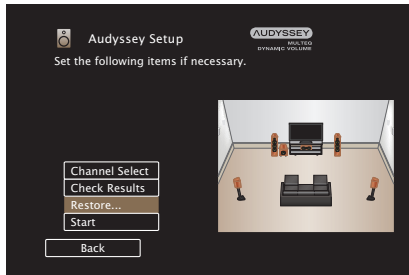 Audyssey Setup
AUDYSSEY
MULTEQ
DYNAMIC VOLUME
Set the following items if necessary.
Channel Select
Check Results
Restore...
Start
Back